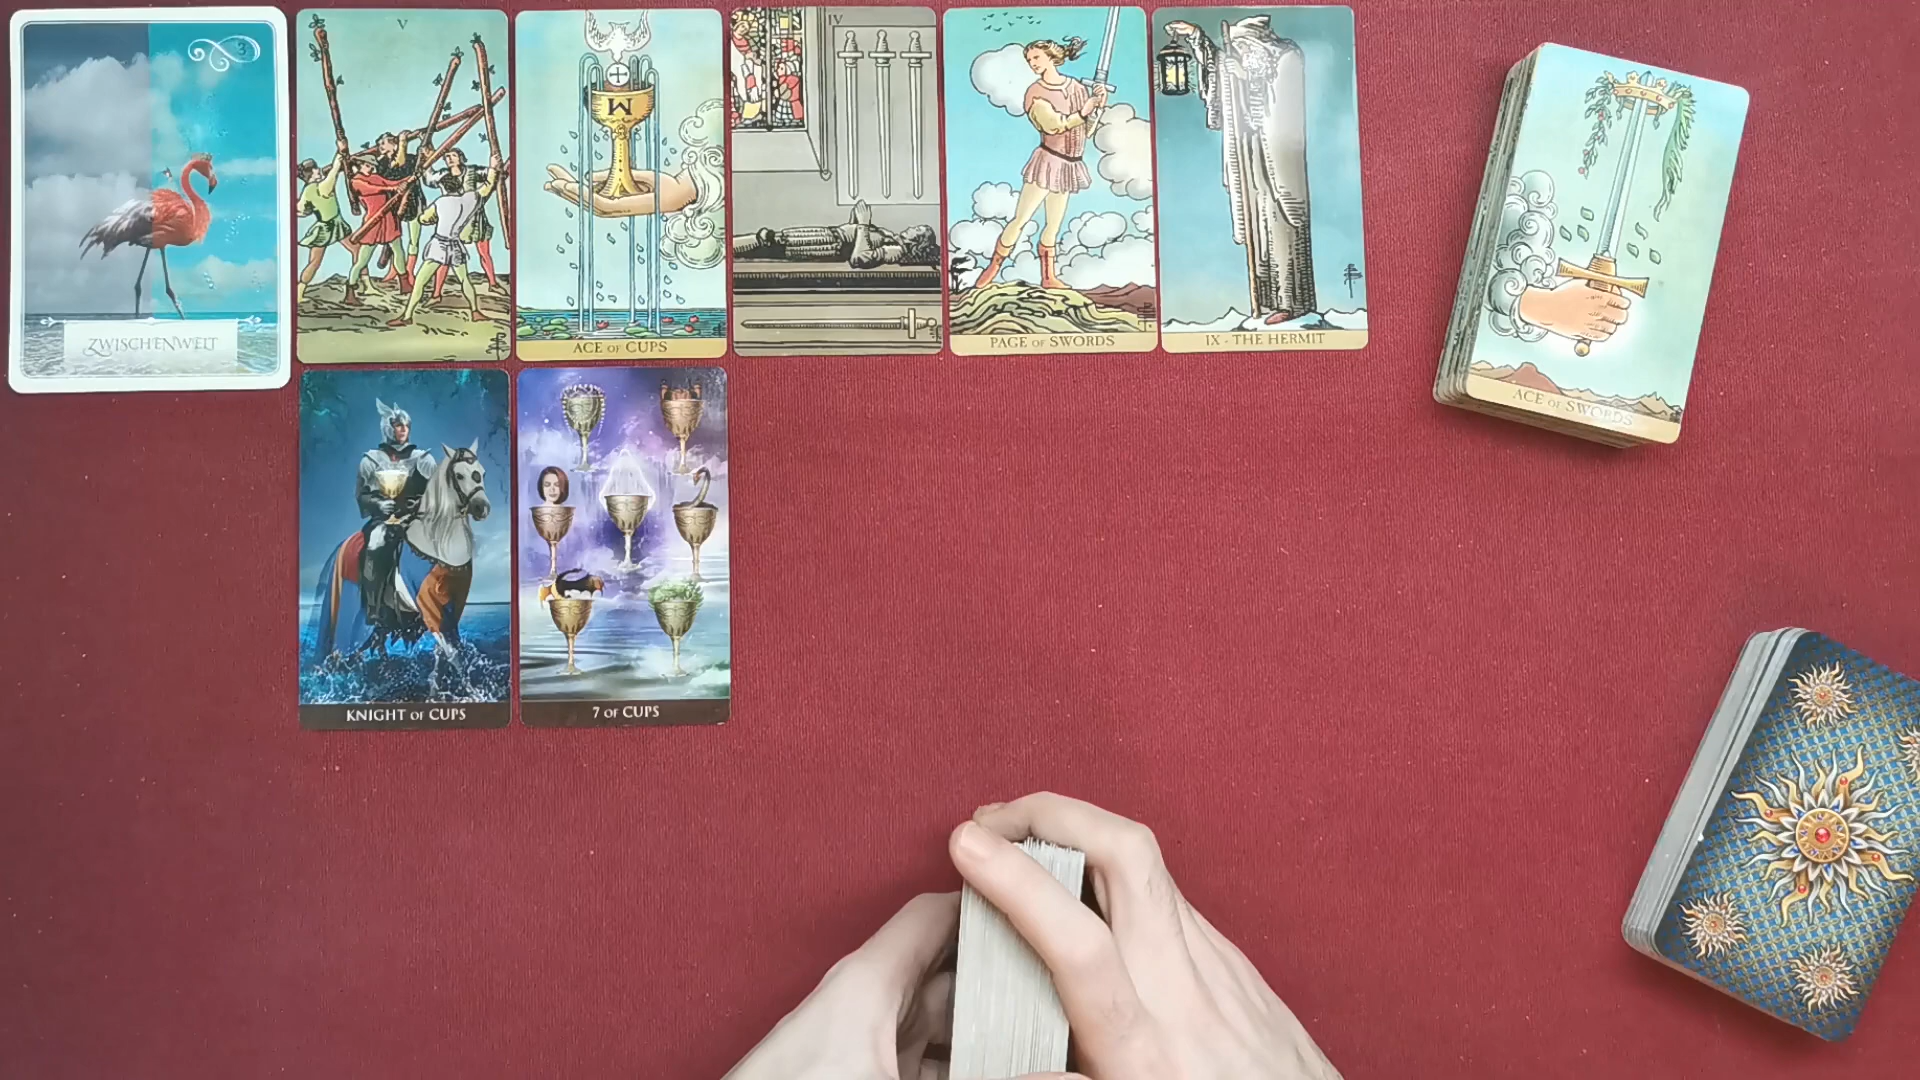 3
ZWISCHENWELT
V
ACE OF CUPS
IV
PAGE OF SWORDS
IX - THE HERMIT
ACE OF SWORDS
KNIGHT OF CUPS
7 OF CUPS